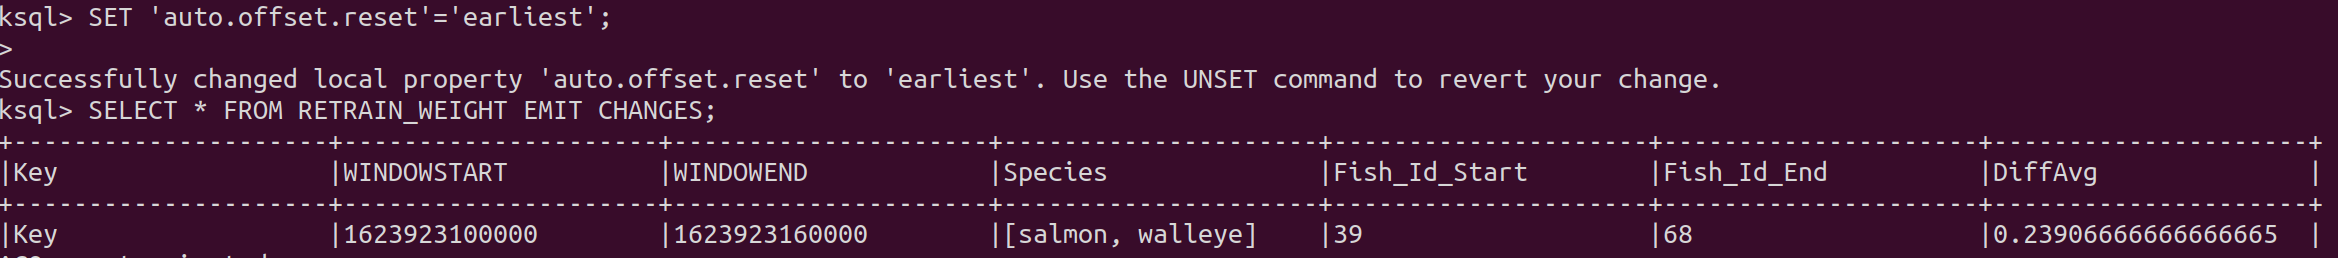 ksql> SET 'auto.offset.reset'='earliest';
>
Successfully changed local property 'auto.offset.reset' to 'earliest'. Use the UNSET command to revert your change.
ksql> SELECT * FROM RETRAIN_WEIGHT EMIT CHANGES;
+---------------------+---------------------+---------------------+---------------------+---------------------+---------------------+---------------------+
|Key                  |WINDOWSTART          |WINDOWEND            |Species              |Fish_Id_Start        |Fish_Id_End          |DiffAvg              |
+---------------------+---------------------+---------------------+---------------------+---------------------+---------------------+---------------------+
|Key                  |1623923100000        |1623923160000        |[salmon, walleye]    |39                   |68                   |0.23906666666666665  |